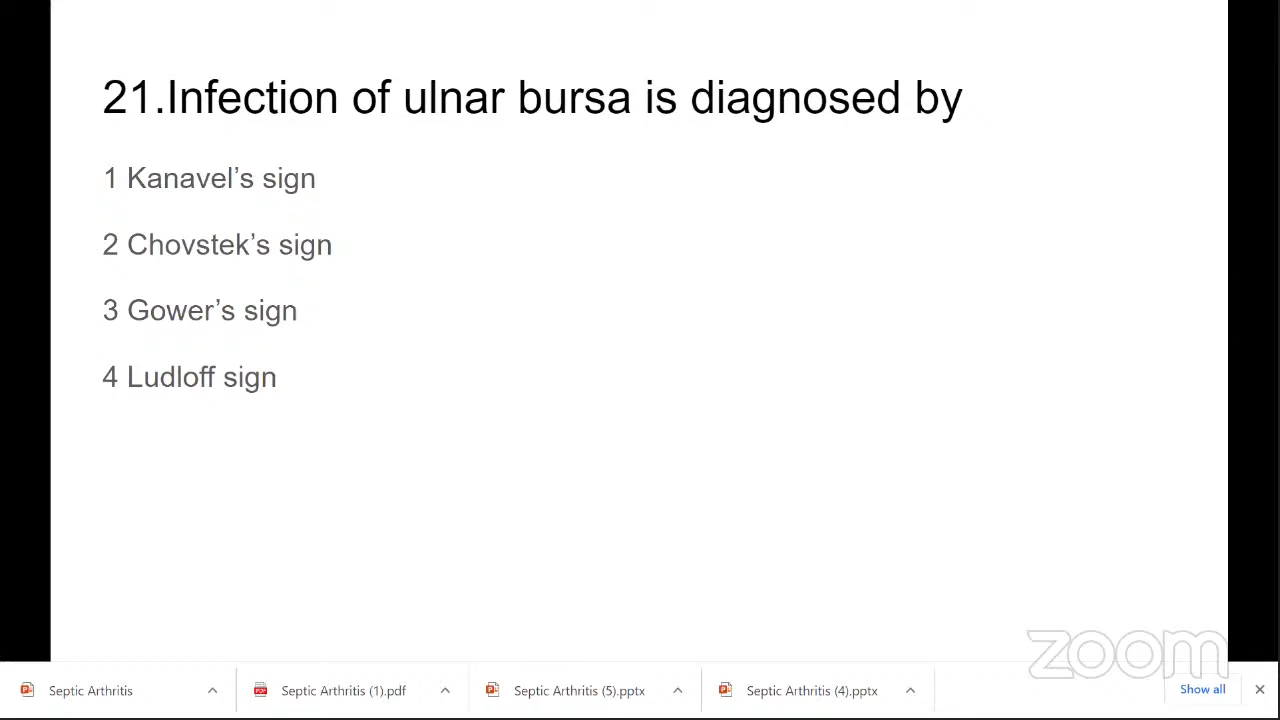 21.Infection of ulnar bursa is diagnosed by
1 Kanavel’s sign
2 Chovstek’s sign
3 Gower’s sign
4 Ludloff sign
zoom
Septic Arthritis
Septic Arthritis (1).pdf
Septic Arthritis (5).pptx
Septic Arthritis (4).pptx
Show all